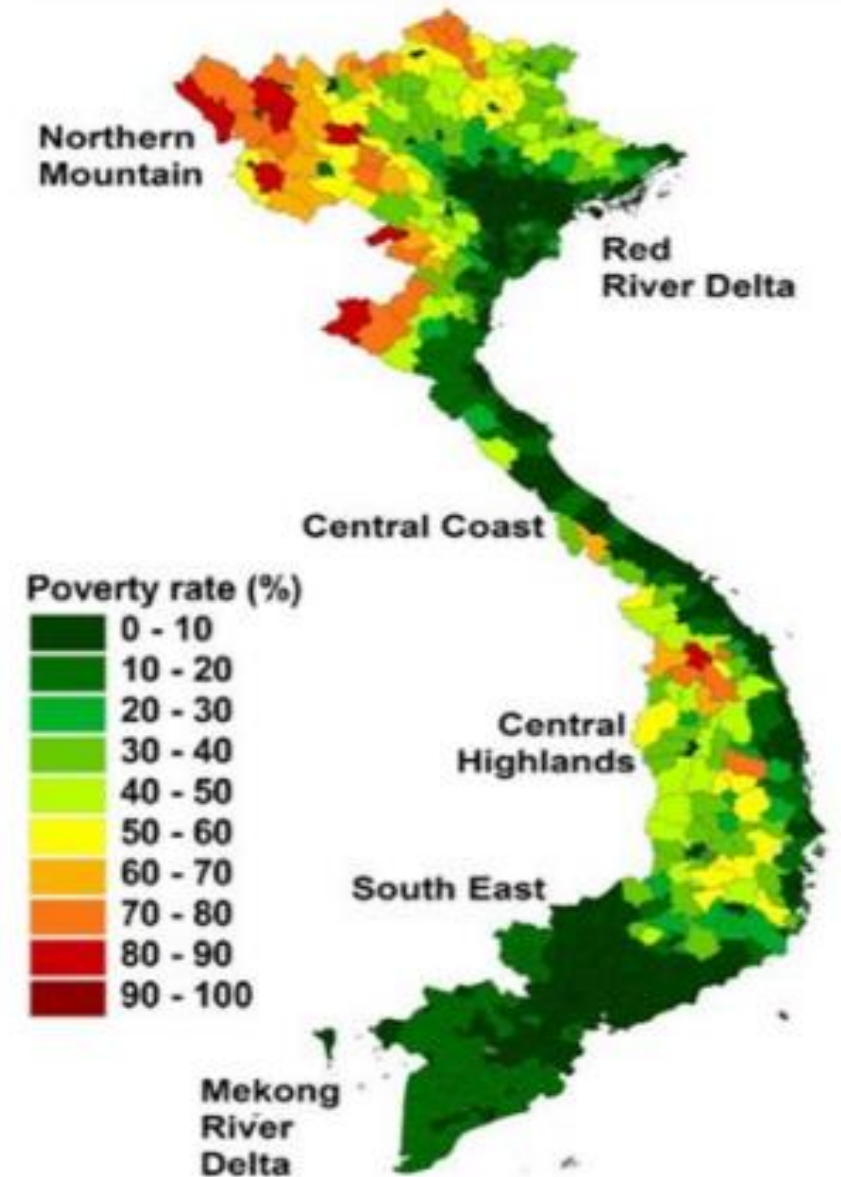 Northern
Mountain
Red
River Delta
Central Coast
Poverty rate (%)
0 - 10
10 - 20
20 - 30
30 - 40
40 - 50
50 - 60
60 - 70
70 - 80
80 - 90
90 - 100
Central
Highlands
South East
Mekong
River
Delta